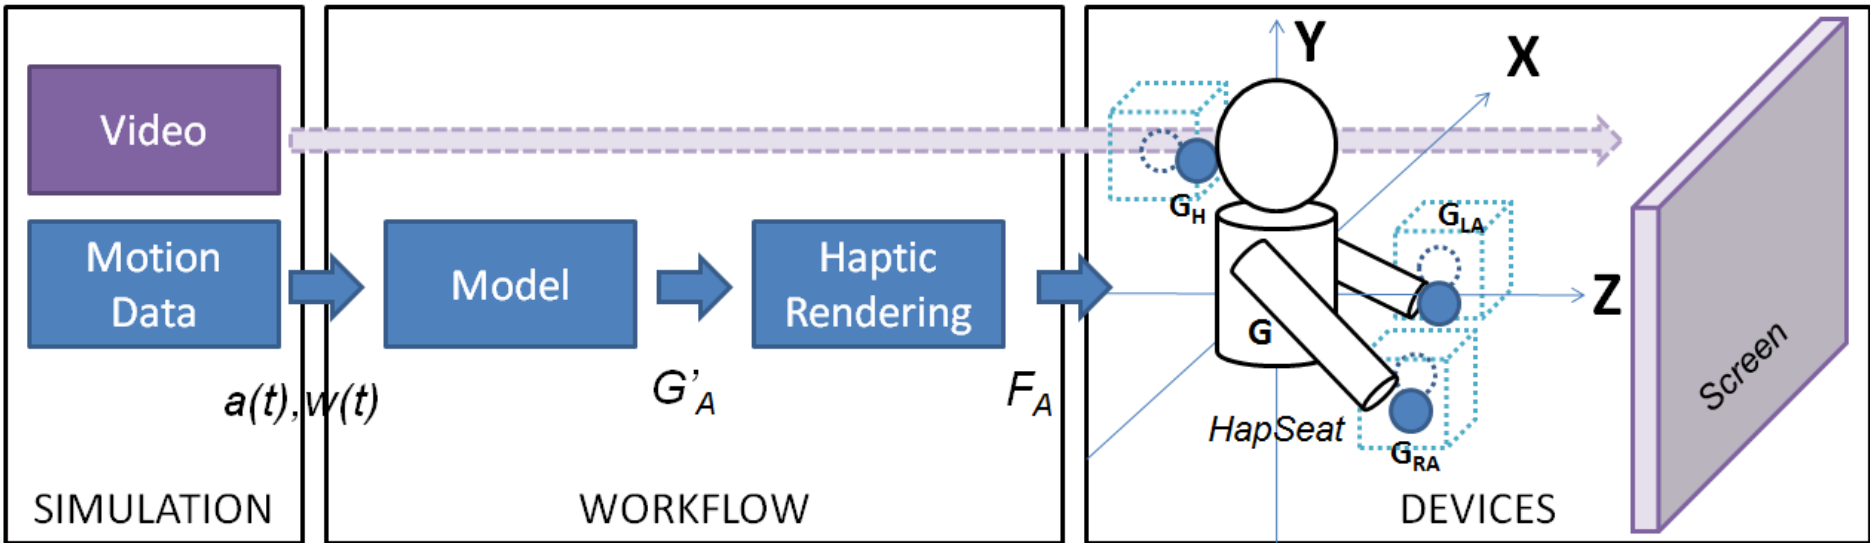 Video
Motion
Data
a(t),w(t)
SIMULATION
Model
G'A
Haptic
Rendering
FA
WORKFLOW
Y
X
Z
GH
GLA
G
GRA
HapSeat
Screen
DEVICES